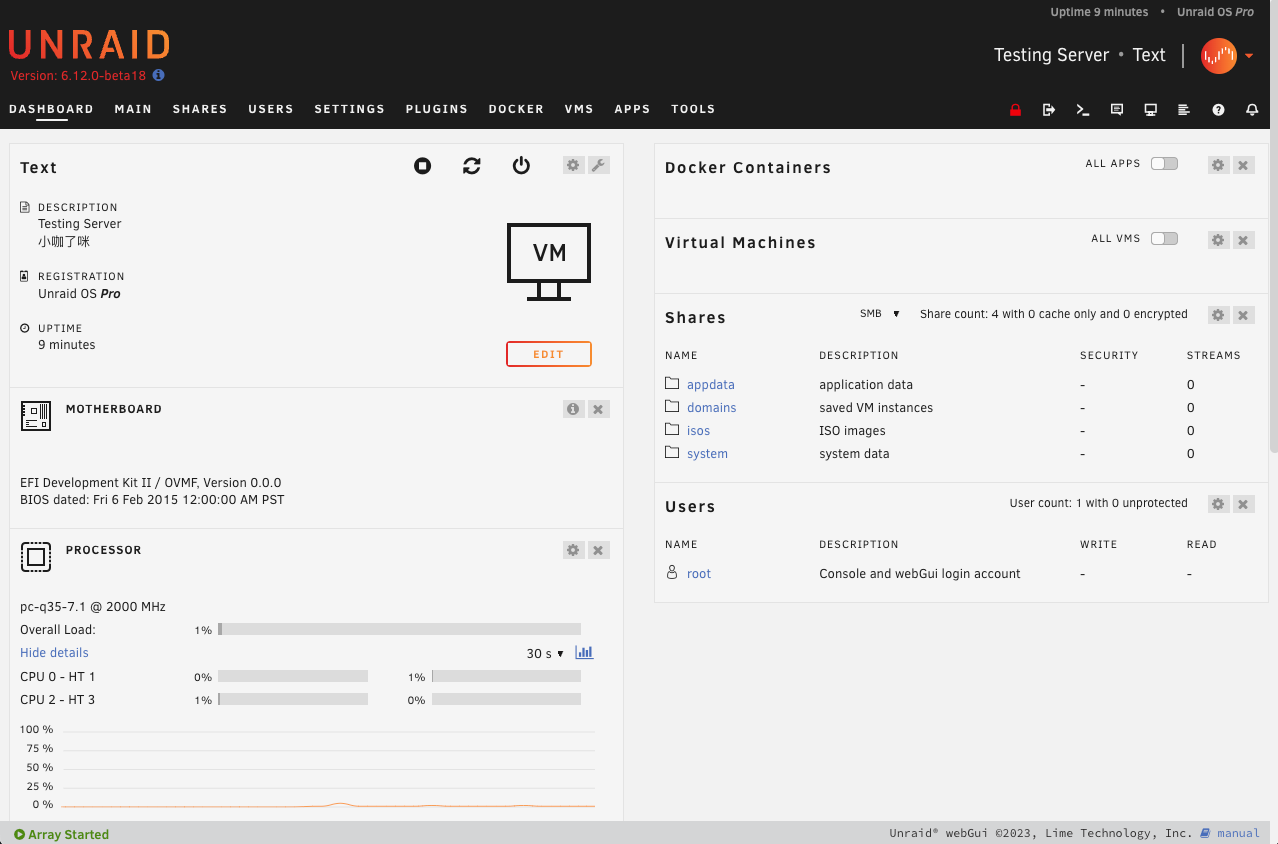 Uptime 9 minutes • Unraid OS Pro
UNRAID
Testing Server • Text
Version: 6.12.0-beta18
DASHBOARD MAIN SHARES USERS SETTINGS PLUGINS DOCKER VMS APPS TOOLS
Text
DESCRIPTION
Testing Server
小咖了咪
REGISTRATION
Unraid OS Pro
UPTIME
9 minutes
VM
EDIT
MOTHERBOARD
EFI Development Kit II / OVMF, Version 0.0.0
BIOS dated: Fri 6 Feb 2015 12:00:00 AM PST
PROCESSOR
pc-q35-7.1 @ 2000 MHz
Overall Load: 1%
Hide details 30 s ▼
CPU 0 - HT 1 0% 1%
CPU 2 - HT 3 1% 0%
100 %
75 %
50 %
25 %
0 %
Docker Containers ALL APPS
Virtual Machines ALL VMS
Shares SMB ▼ Share count: 4 with 0 cache only and 0 encrypted
NAME DESCRIPTION SECURITY STREAMS
appdata application data - 0
domains saved VM instances - 0
isos ISO images - 0
system system data - 0
Users User count: 1 with 0 unprotected
NAME DESCRIPTION WRITE READ
root Console and webGui login account - -
Array Started
Unraid® webGui ©2023, Lime Technology, Inc. manual